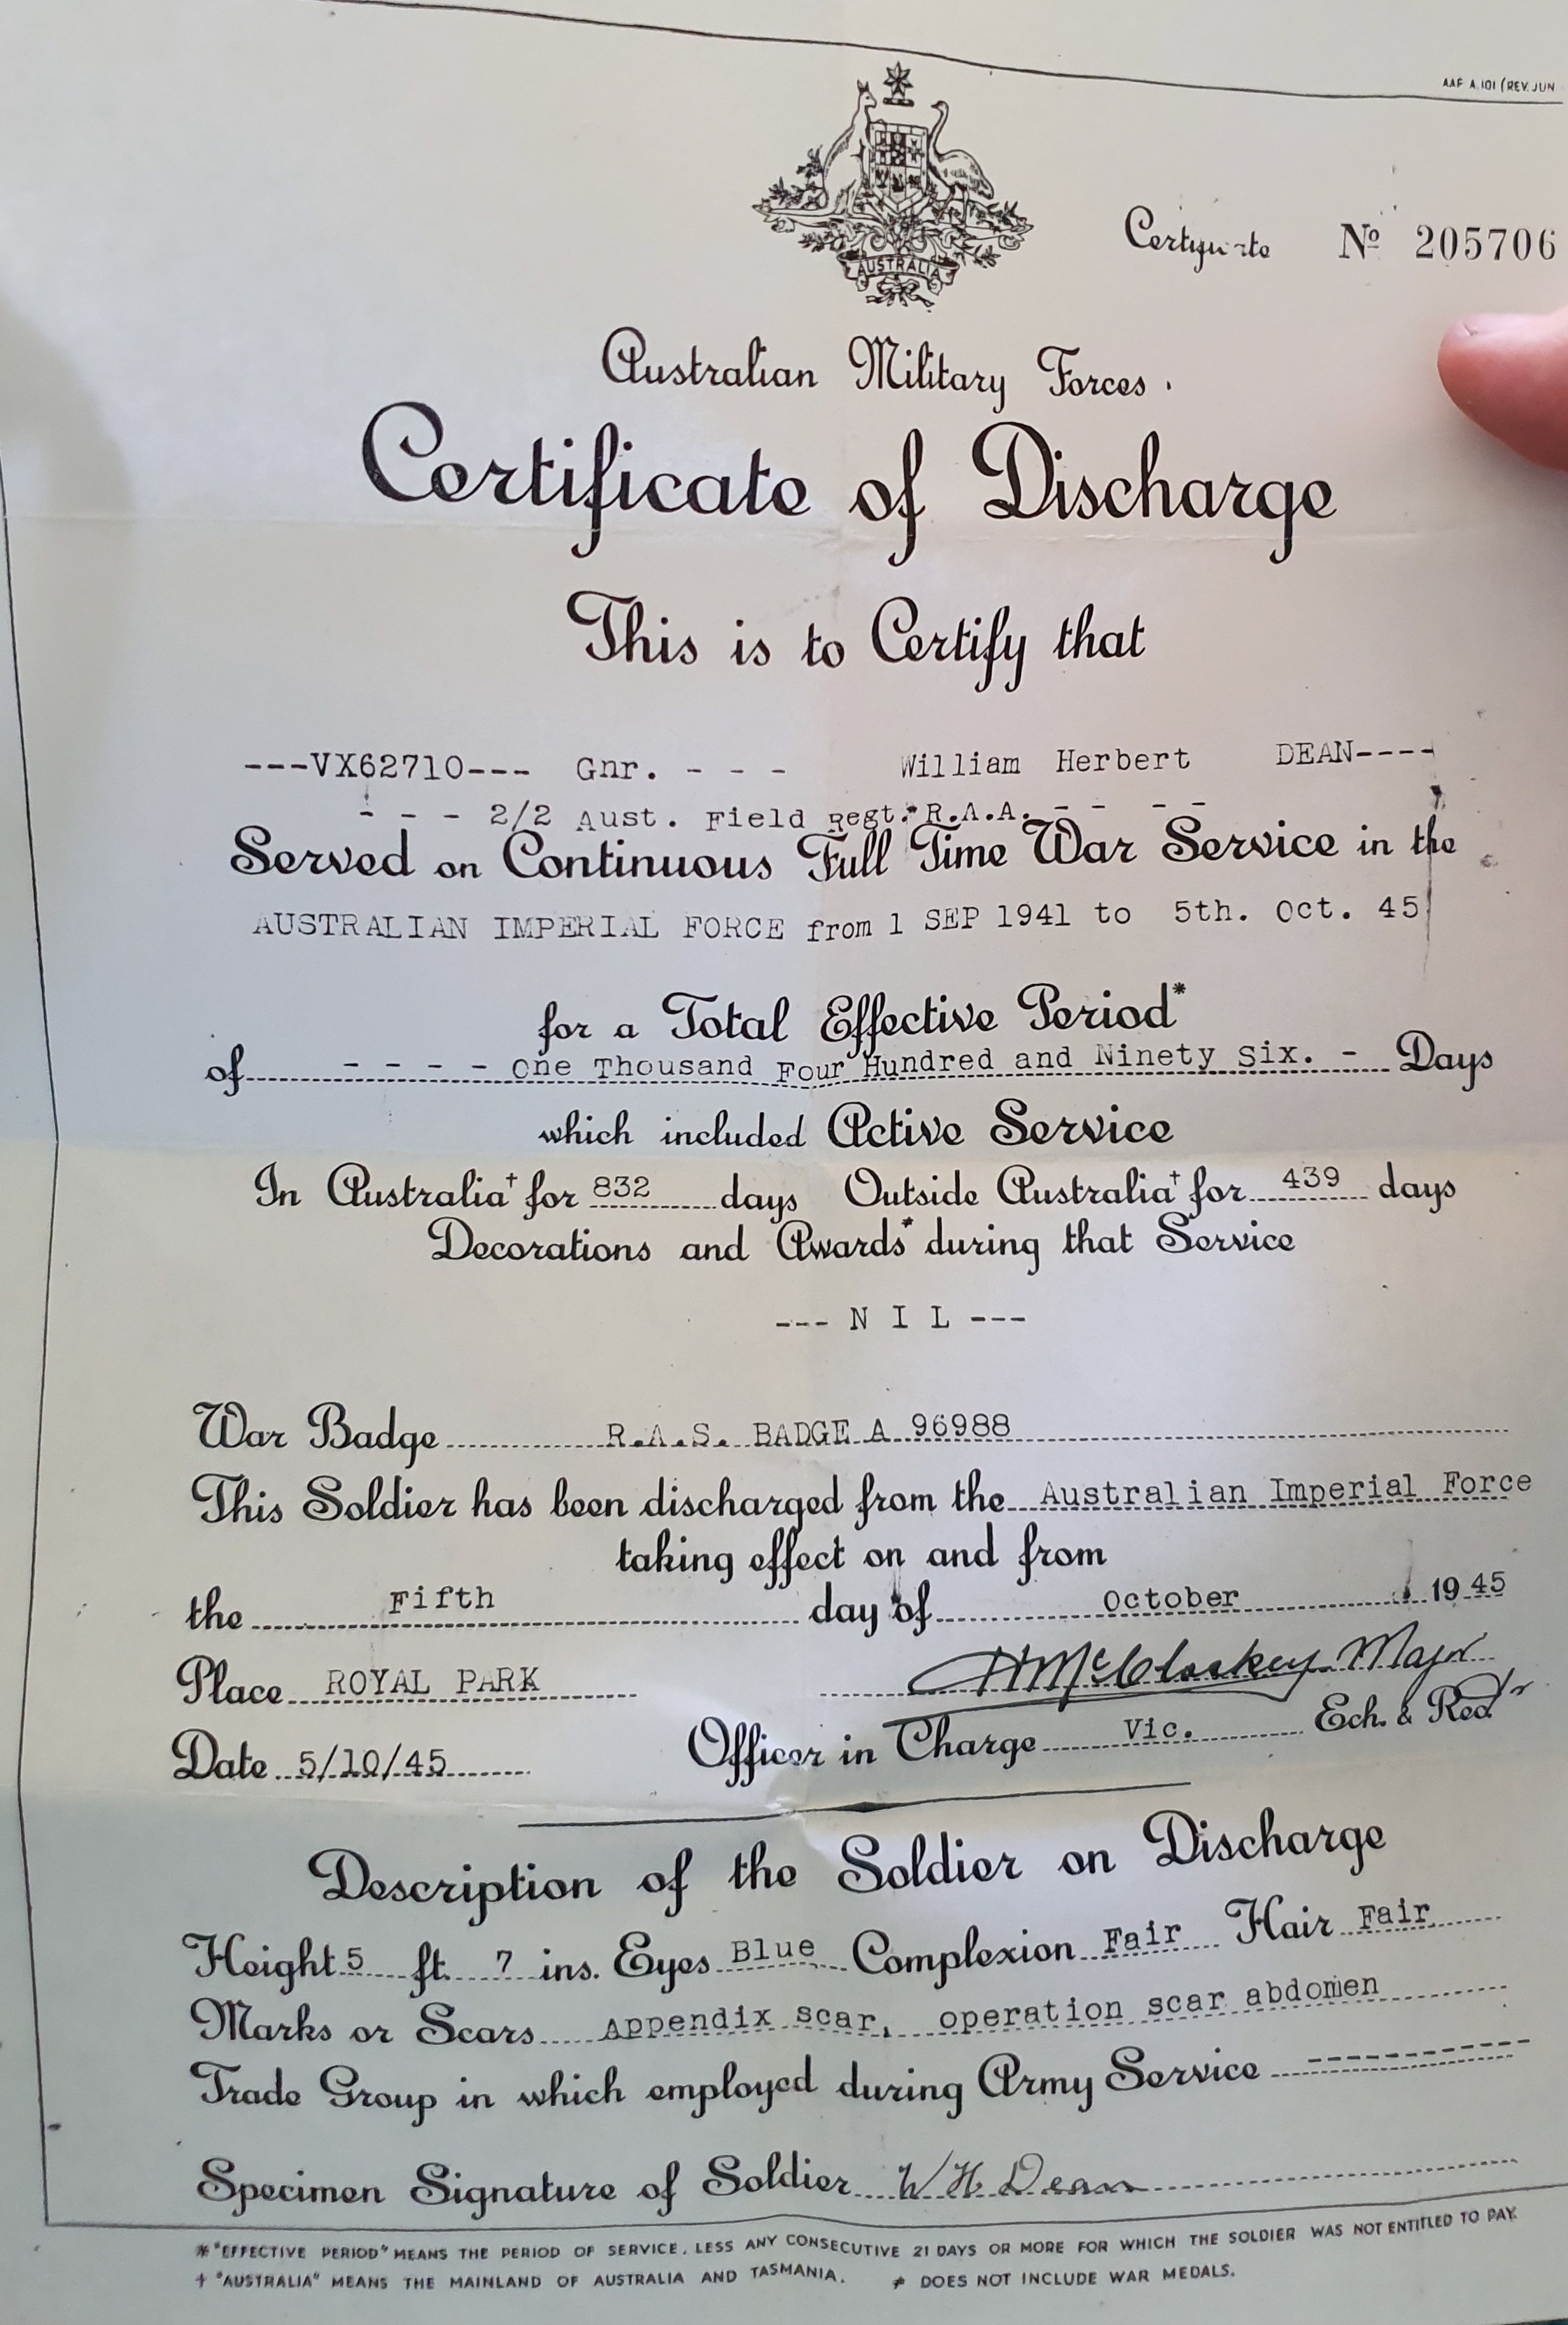 AAF A.101 (REV. JUN
AUSTRALIA
Certificate No 205706
Australian Military Forces.
Certificate of Discharge
This is to Certify that
---VX62710--- Gnr. - - - William Herbert DEAN----
- - - 2/2 Aust. Field Regt. R.A.A. - - - -
Served on Continuous Full Time War Service in the
AUSTRALIAN IMPERIAL FORCE from 1 SEP 1941 to 5th. Oct. 45
for a Total Effective Period*
of - - - - One Thousand Four Hundred and Ninety Six. - Days
which included Active Service
In Australia† for 832 days Outside Australia† for 439 days
Decorations and Awards≠ during that Service
--- N I L ---
War Badge R.A.S. BADGE A 96988
This Soldier has been discharged from the Australian Imperial Force
taking effect on and from
the Fifth day of October 1945
Place ROYAL PARK HMcCloskey Major
Date 5/10/45 Officer in Charge Vic. Ech. & Rec
Description of the Soldier on Discharge
Height 5 ft. 7 ins. Eyes Blue Complexion Fair Hair Fair
Marks or Scars Appendix scar, operation scar abdomen
Trade Group in which employed during Army Service ---------
Specimen Signature of Soldier W H Dean
* "EFFECTIVE PERIOD" MEANS THE PERIOD OF SERVICE, LESS ANY CONSECUTIVE 21 DAYS OR MORE FOR WHICH THE SOLDIER WAS NOT ENTITLED TO PAY.
† "AUSTRALIA" MEANS THE MAINLAND OF AUSTRALIA AND TASMANIA. ≠ DOES NOT INCLUDE WAR MEDALS.